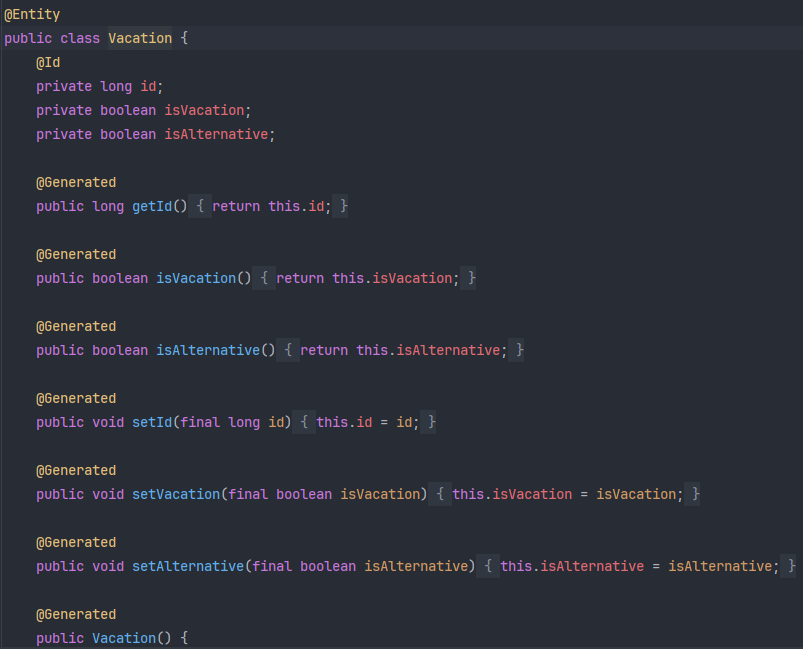 @Entity
public class Vacation {
@Id
private long id;
private boolean isVacation;
private boolean isAlternative;
@Generated
public long getId() { return this.id; }
@Generated
public boolean isVacation() { return this.isVacation; }
@Generated
public boolean isAlternative() { return this.isAlternative; }
@Generated
public void setId(final long id) { this.id = id; }
@Generated
public void setVacation(final boolean isVacation) { this.isVacation = isVacation; }
@Generated
public void setAlternative(final boolean isAlternative) { this.isAlternative = isAlternative; }
@Generated
public Vacation() {